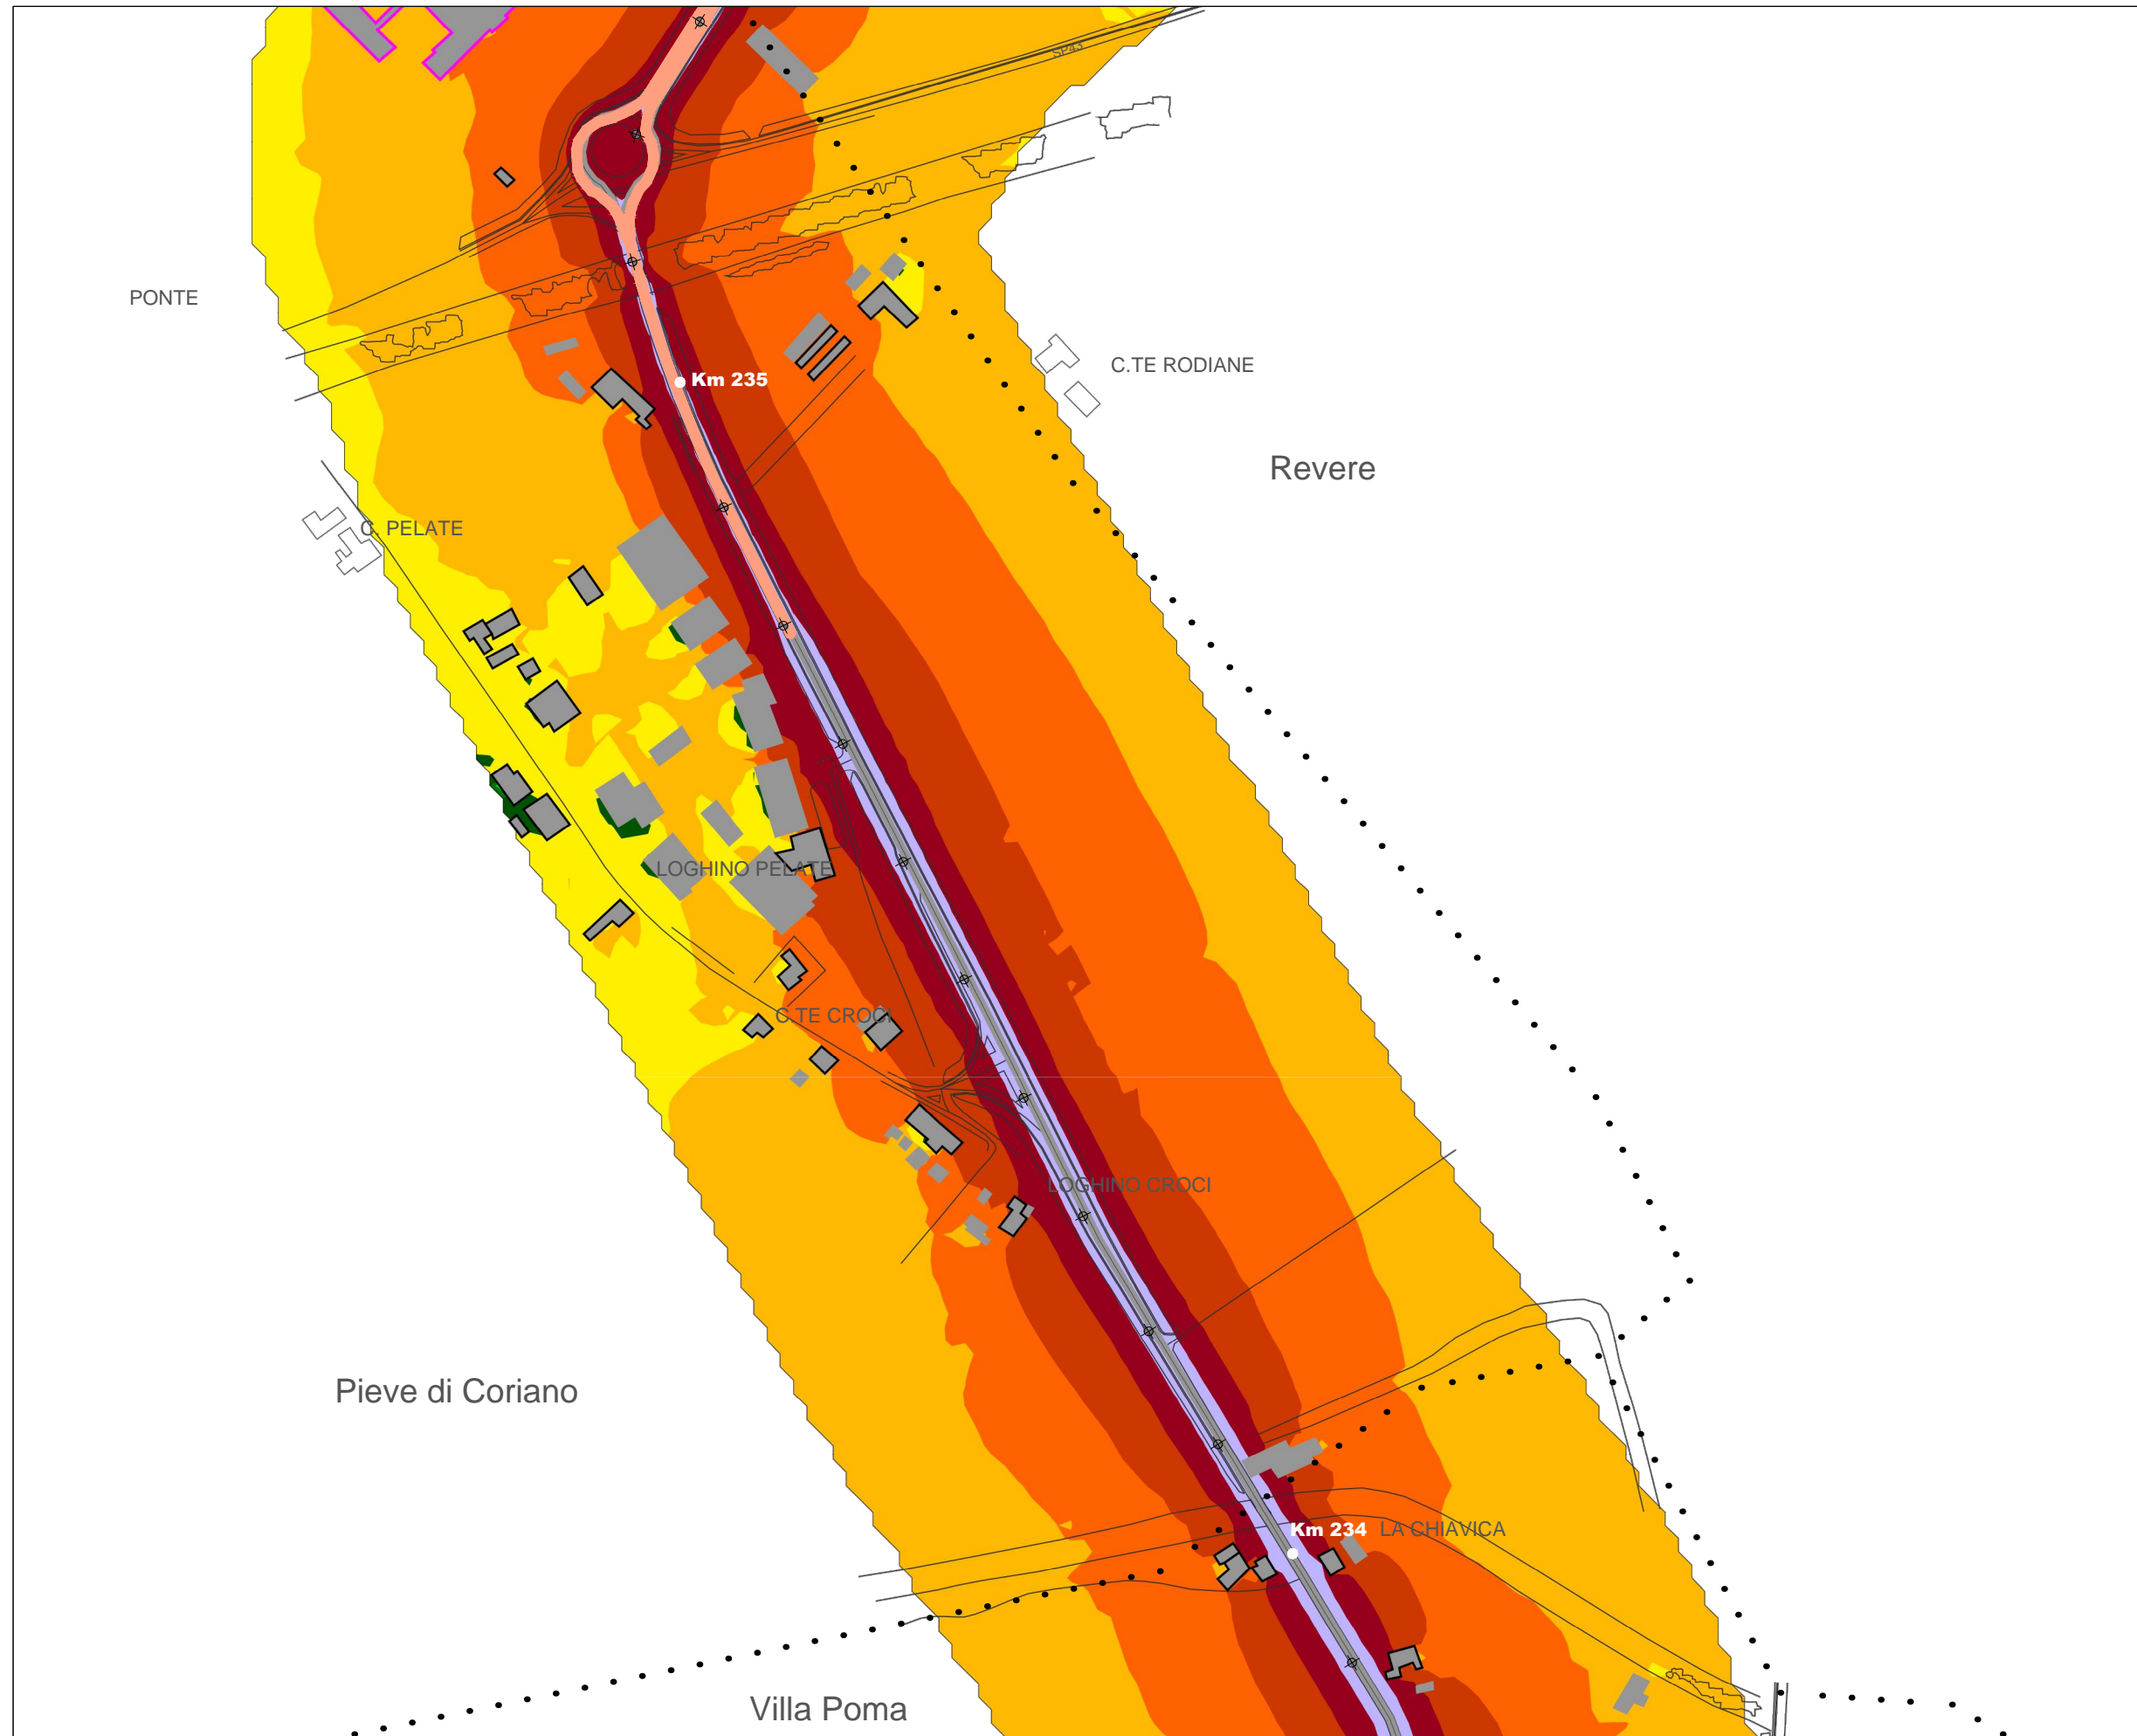 SP43
PONTE
C.TE RODIANE
Km 235
Revere
C. PELATE
LOGHINO PELATE
C.TE CROCI
LOGHINO CROCI
Pieve di Coriano
Km 234
LA CHIAVICA
Villa Poma